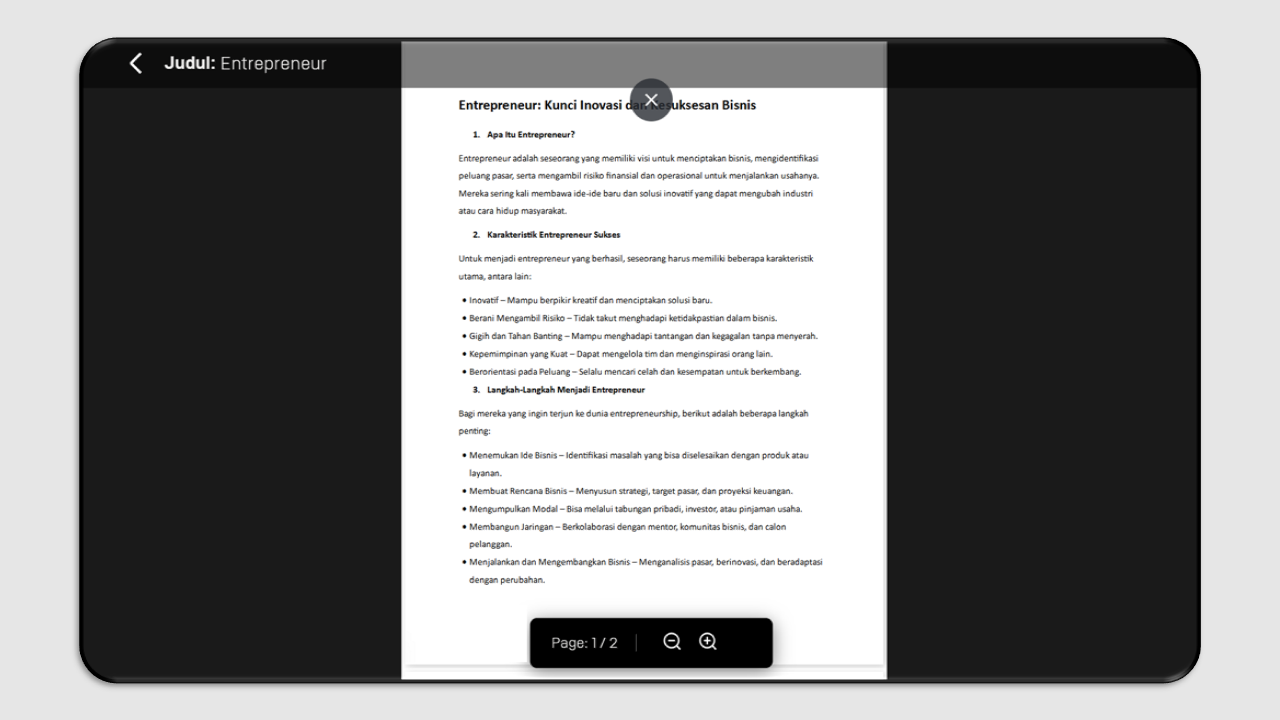 Judul: Entrepreneur
Entrepreneur: Kunci Inovasi dan Kesuksesan Bisnis
1. Apa Itu Entrepreneur?
Entrepreneur adalah seseorang yang memiliki visi untuk menciptakan bisnis, mengidentifikasi
peluang pasar, serta mengambil risiko finansial dan operasional untuk menjalankan usahanya.
Mereka sering kali membawa ide-ide baru dan solusi inovatif yang dapat mengubah industri
atau cara hidup masyarakat.
2. Karakteristik Entrepreneur Sukses
Untuk menjadi entrepreneur yang berhasil, seseorang harus memiliki beberapa karakteristik
utama, antara lain:
• Inovatif – Mampu berpikir kreatif dan menciptakan solusi baru.
• Berani Mengambil Risiko – Tidak takut menghadapi ketidakpastian dalam bisnis.
• Gigih dan Tahan Banting – Mampu menghadapi tantangan dan kegagalan tanpa menyerah.
• Kepemimpinan yang Kuat – Dapat mengelola tim dan menginspirasi orang lain.
• Berorientasi pada Peluang – Selalu mencari celah dan kesempatan untuk berkembang.
3. Langkah-Langkah Menjadi Entrepreneur
Bagi mereka yang ingin terjun ke dunia entrepreneurship, berikut adalah beberapa langkah
penting:
• Menemukan Ide Bisnis – Identifikasi masalah yang bisa diselesaikan dengan produk atau
layanan.
• Membuat Rencana Bisnis – Menyusun strategi, target pasar, dan proyeksi keuangan.
• Mengumpulkan Modal – Bisa melalui tabungan pribadi, investor, atau pinjaman usaha.
• Membangun Jaringan – Berkolaborasi dengan mentor, komunitas bisnis, dan calon
pelanggan.
• Menjalankan dan Mengembangkan Bisnis – Menganalisis pasar, berinovasi, dan beradaptasi
dengan perubahan.
Page: 1 / 2